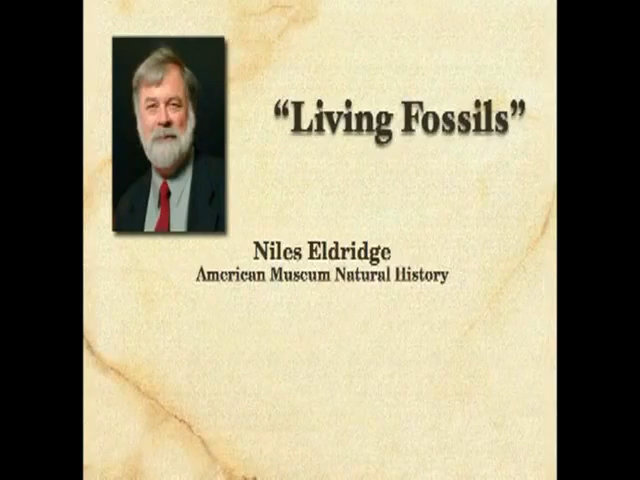 “Living Fossils”
Niles Eldridge
American Museum Natural History